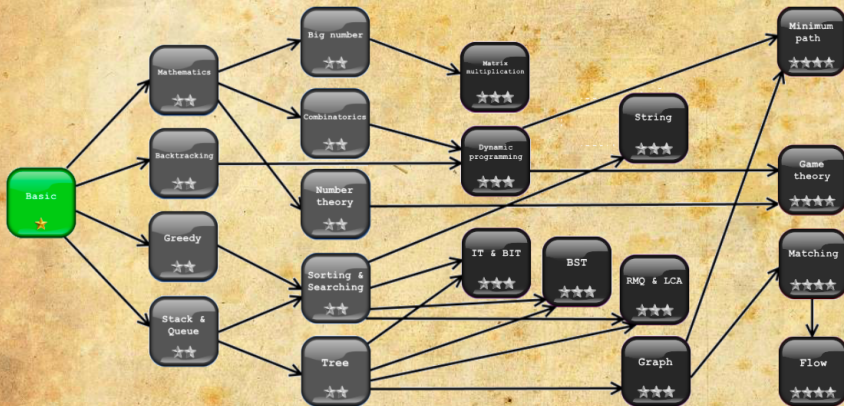 Big number
Minimum
path
Mathematics
Matrix
multiplication
Combinatorics
String
Backtracking
Dynamic
programming
Game
theory
Basic
Number
theory
Greedy
IT & BIT
BST
Matching
Sorting &
Searching
RMQ & LCA
Stack &
Queue
Tree
Graph
Flow